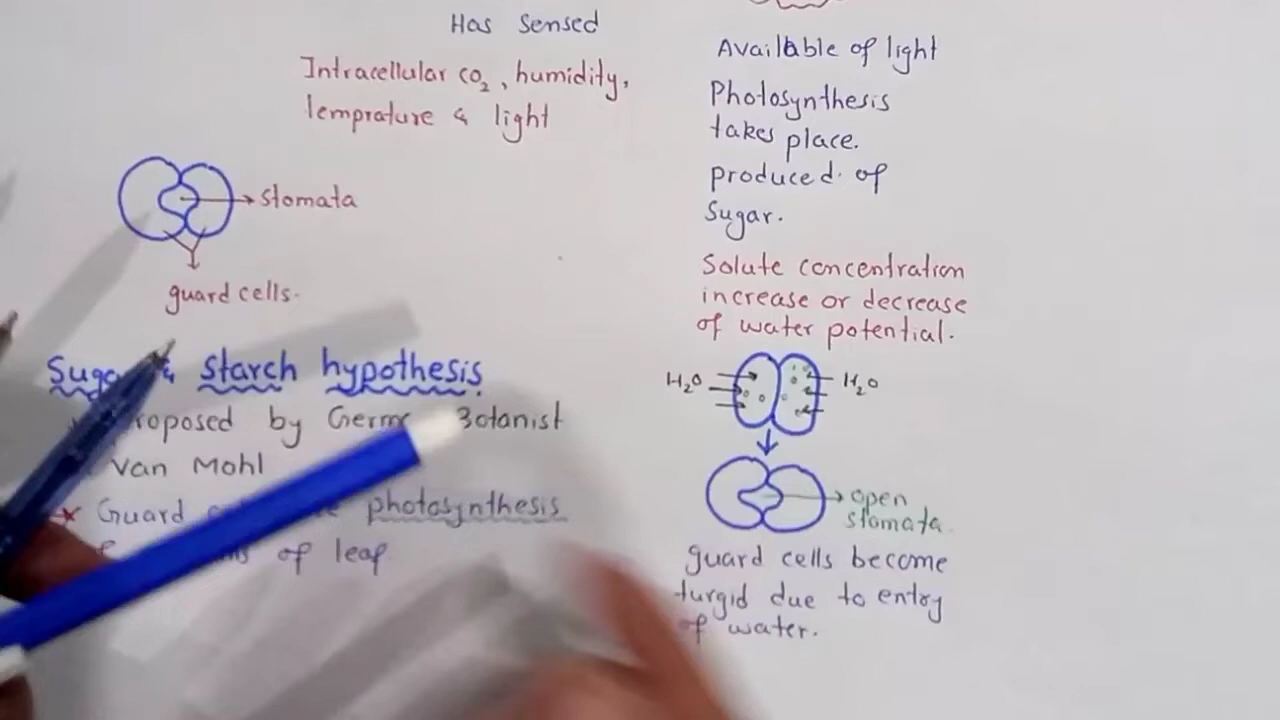 Has Sensed
Intracellular co2, humidity,
temprature & light
stomata
guard cells.
& starch hypothesis
by Botanist
Van Mohl
* Guard photosynthesis
of leaf
Available of light
Photosynthesis
takes place.
produced of
Sugar.
Solute concentration
increase or decrease
of water potential.
H2O H2O
open
stomata
guard cells become
turgid due to entry
of water.